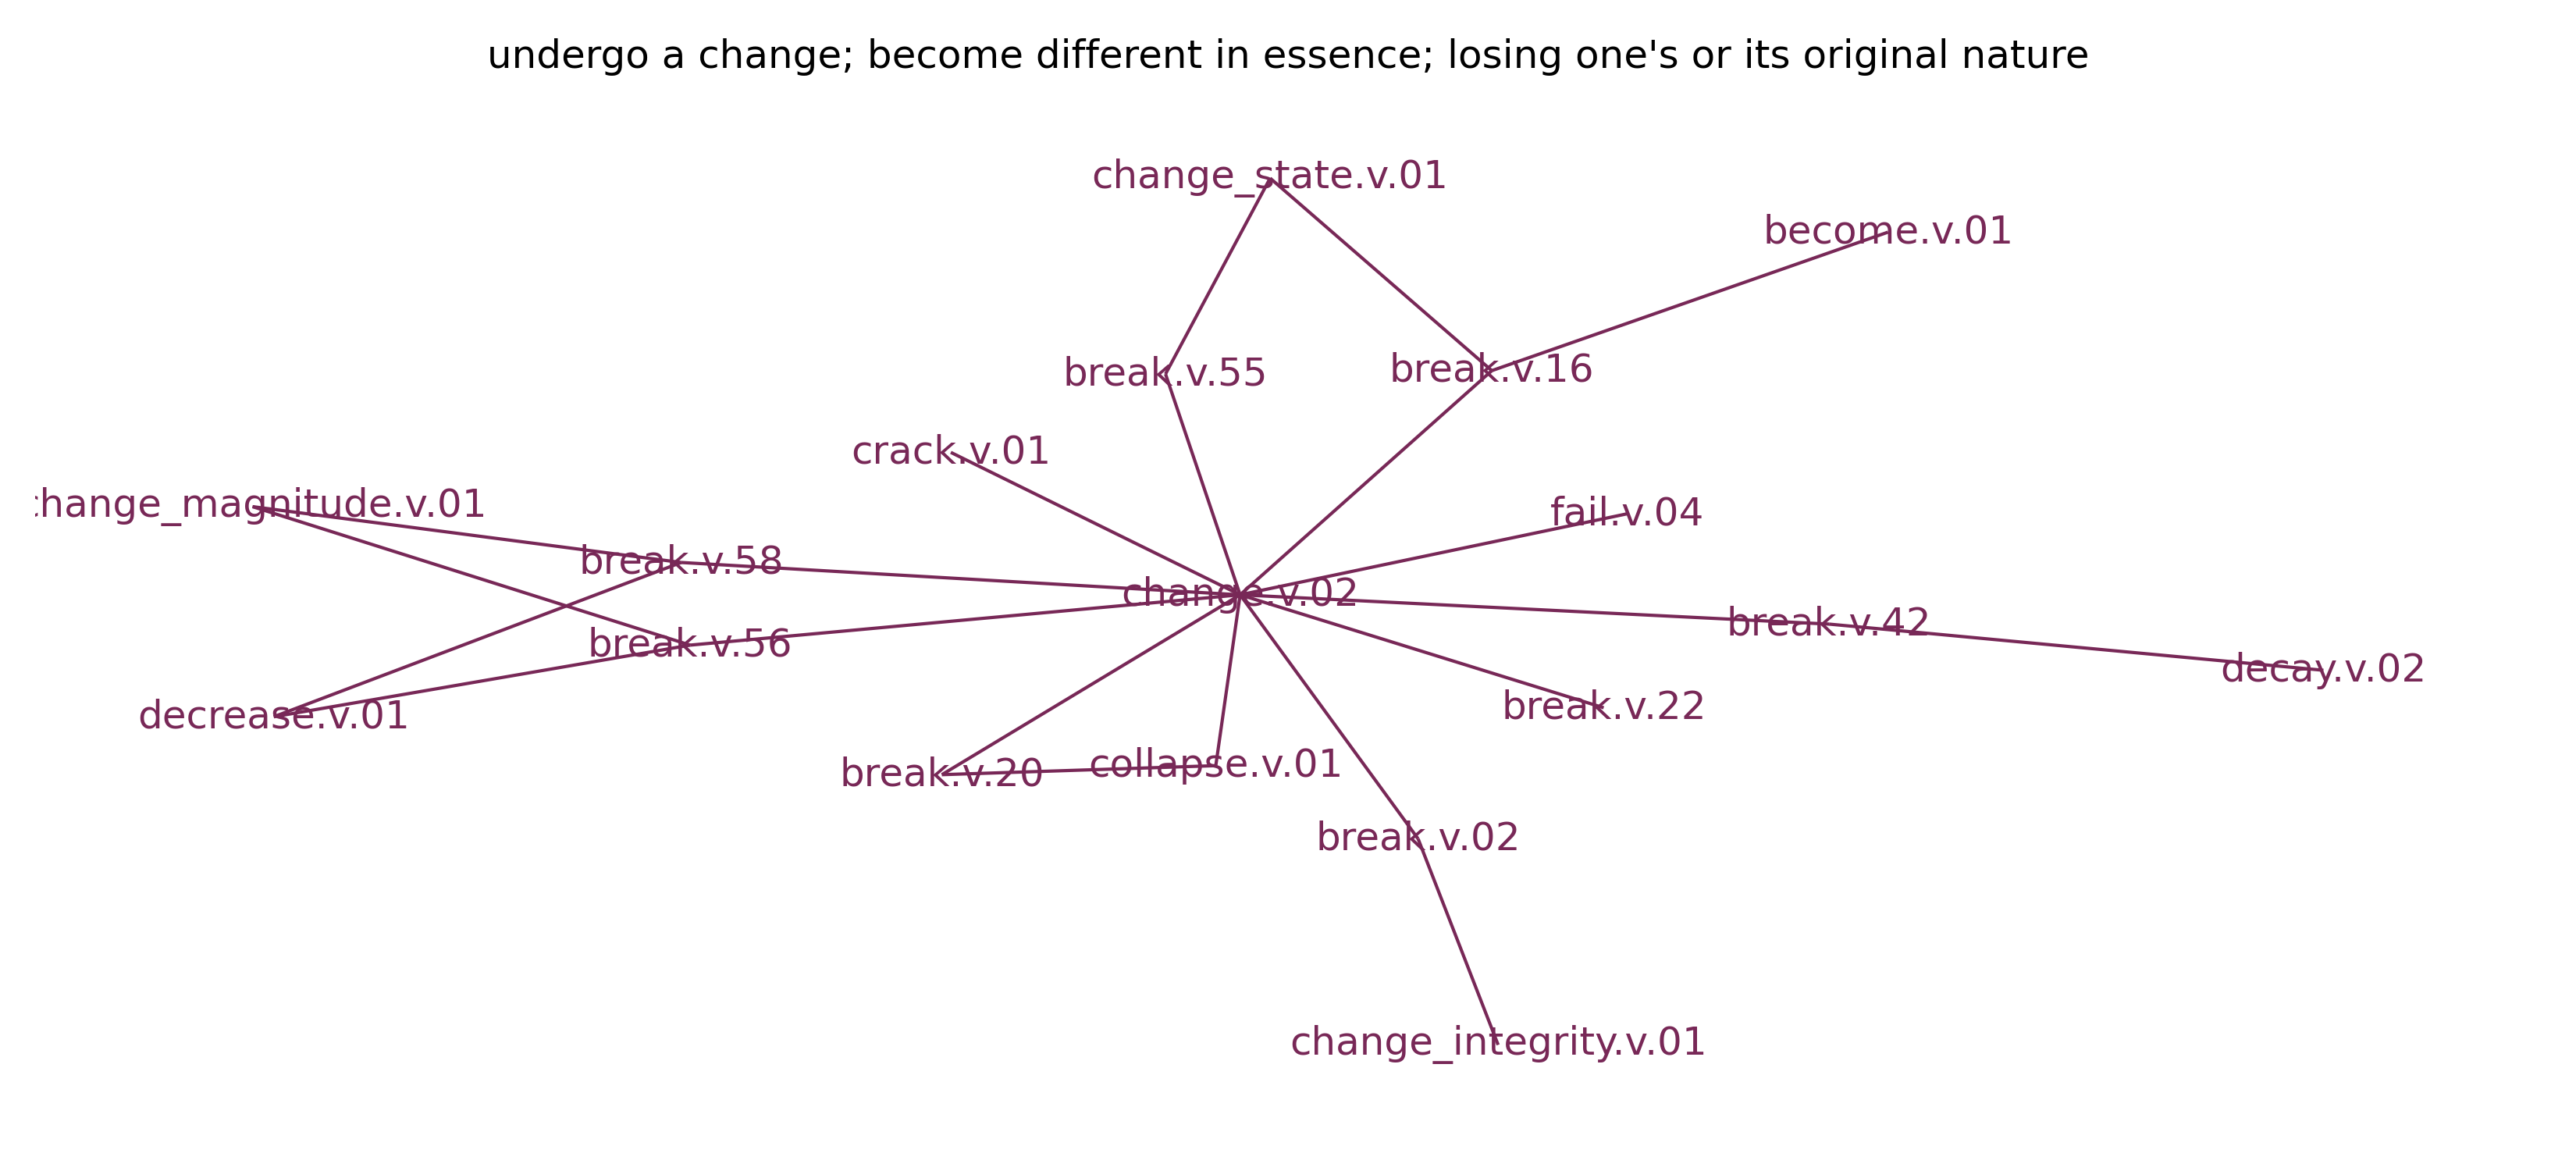 undergo a change; become different in essence; losing one's or its original nature
change_state.v.01
become.v.01
break.v.55
break.v.16
crack.v.01
:hange_magnitude.v.01
fail.v.04
break.v.58
change.v.02
break.v.42
break.v.56
decay.v.02
decrease.v.01
break.v.22
break.v.20
collapse.v.01
break.v.02
change_integrity.v.01